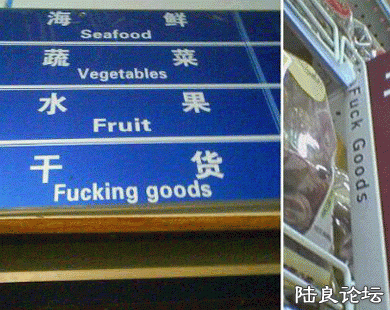 海 鲜
Seafood
蔬 菜
Vegetables
水 果
Fruit
干 货
Fucking goods
Fuck Goods
陆良论坛